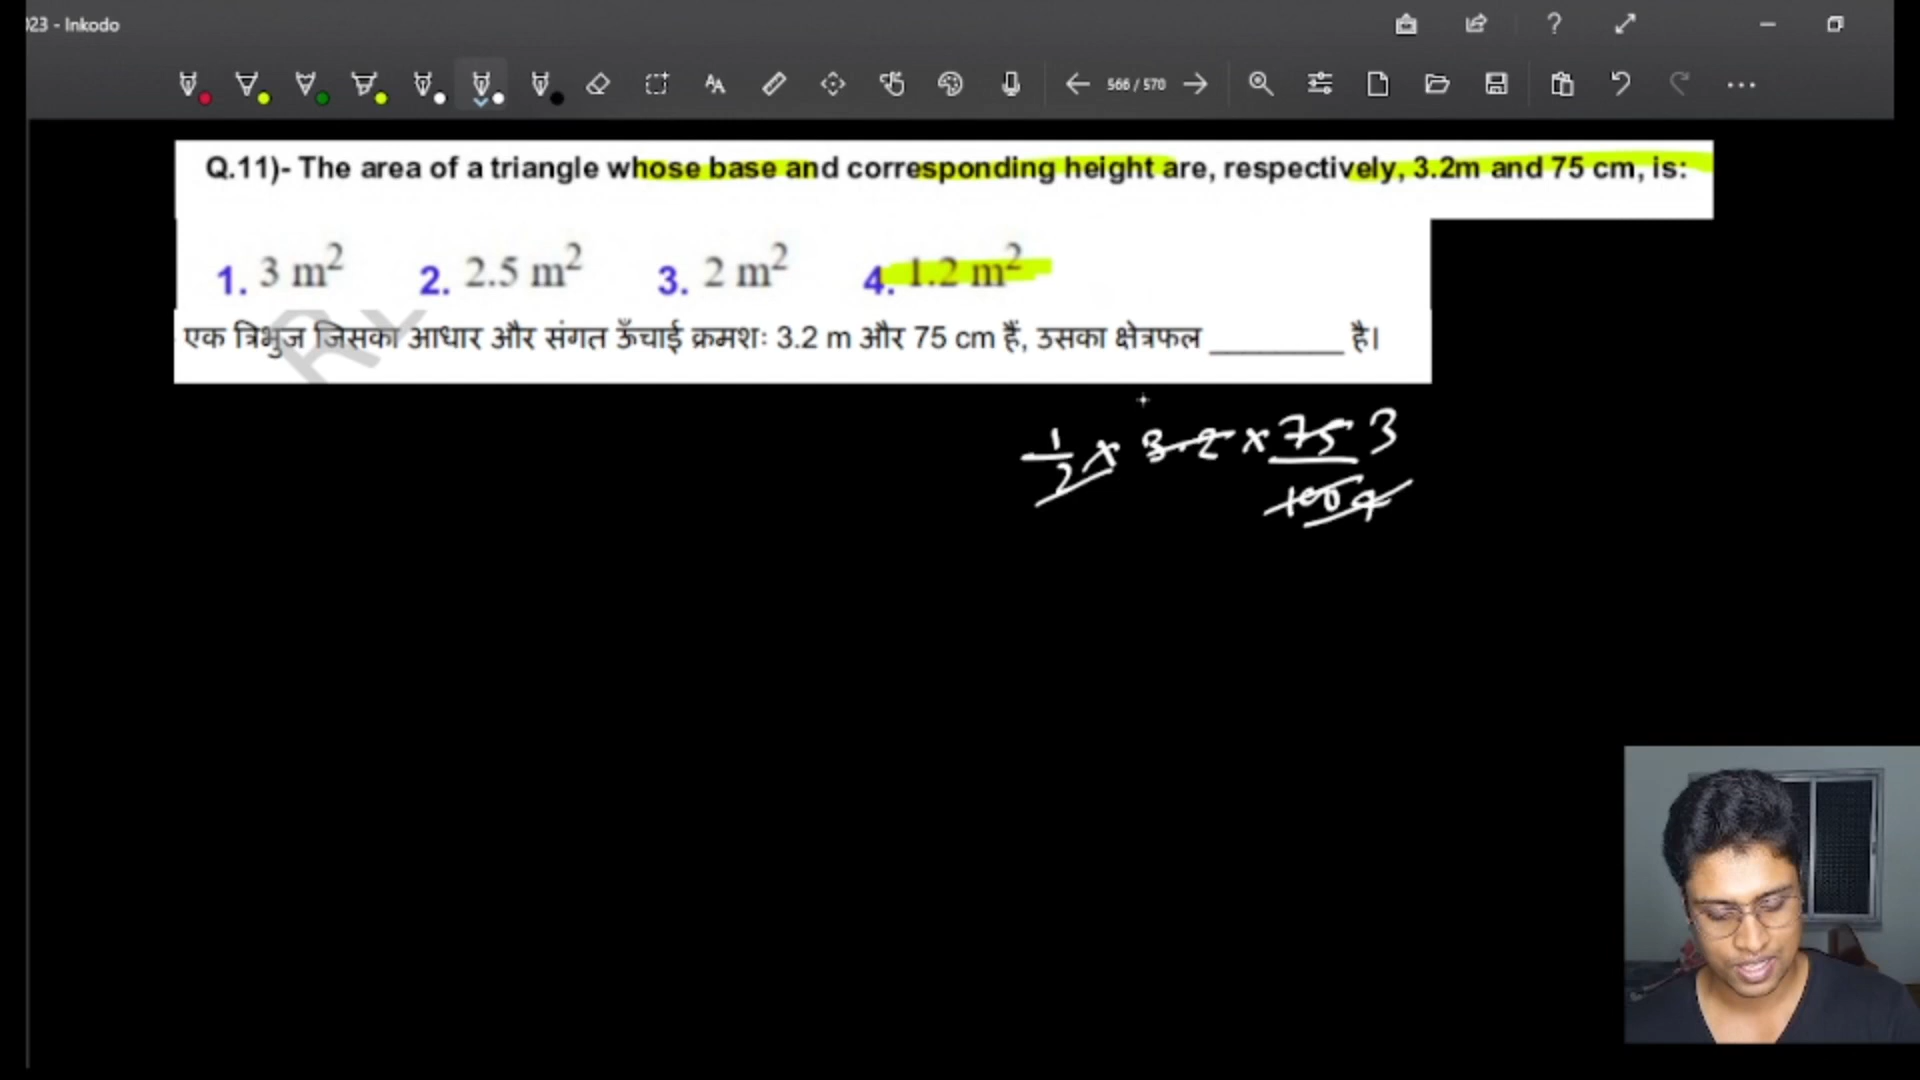 023 - Inkodo
566 / 570
Q.11)- The area of a triangle whose base and corresponding height are, respectively, 3.2m and 75 cm, is:
1. 3 m² 2. 2.5 m² 3. 2 m² 4. 1.2 m²
एक त्रिभुज जिसका आधार और संगत ऊँचाई क्रमशः 3.2 m और 75 cm हैं, उसका क्षेत्रफल ________ है।
1/2 × 3.2 × 75/100 3
4